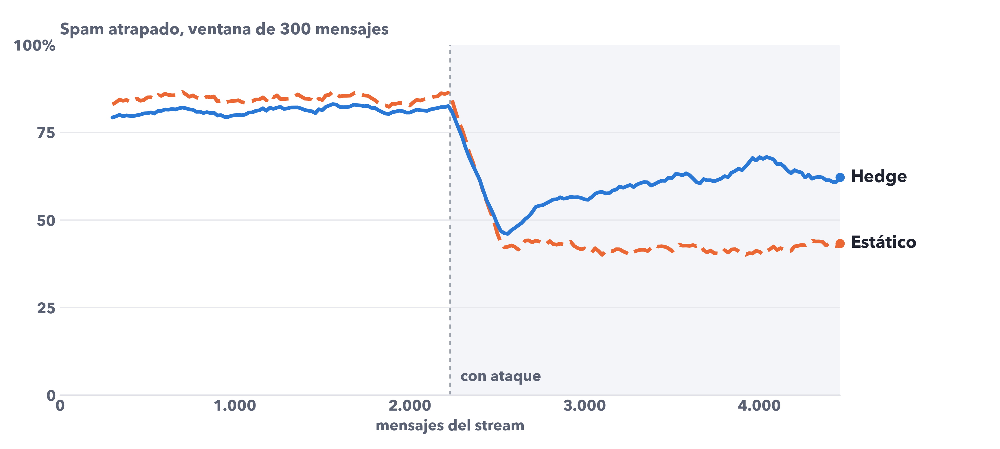 Spam atrapado, ventana de 300 mensajes
100%
75
50
25
0
Hedge
Estático
con ataque
0 1.000 2.000 3.000 4.000
mensajes del stream